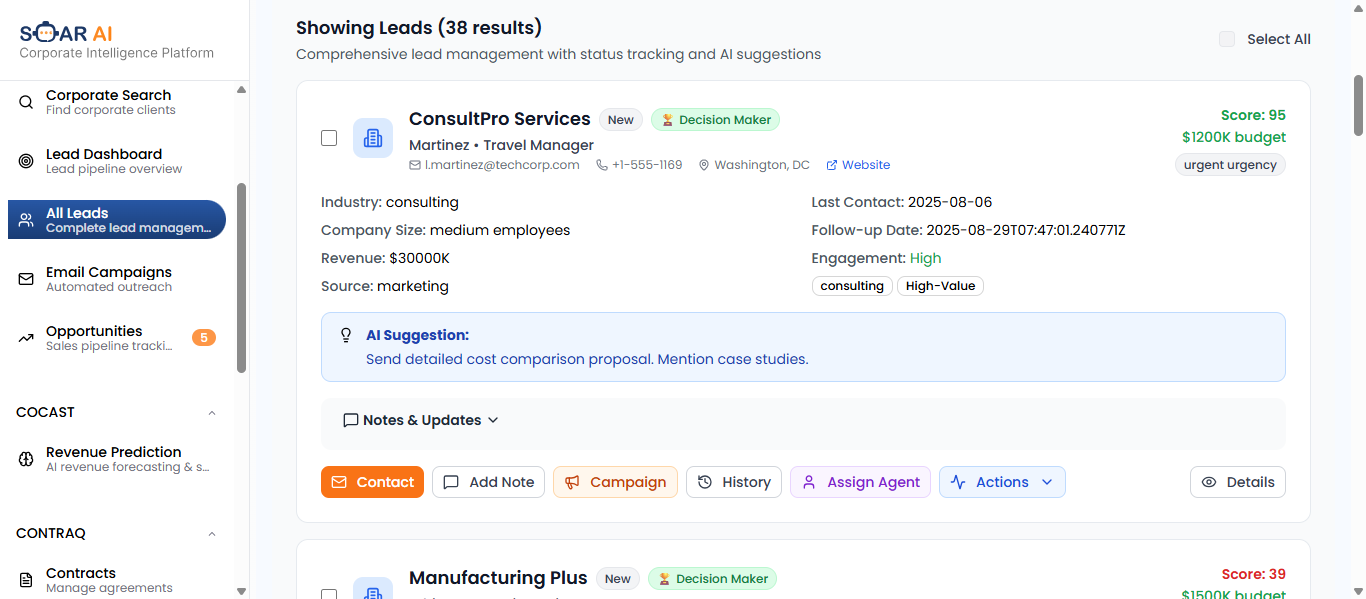 SOAR AI
Corporate Intelligence Platform
Corporate Search
Find corporate clients
Lead Dashboard
Lead pipeline overview
All Leads
Complete lead managem...
Email Campaigns
Automated outreach
Opportunities
Sales pipeline tracki...
5
COCAST
Revenue Prediction
AI revenue forecasting & s...
CONTRAQ
Contracts
Manage agreements
Showing Leads (38 results)
Comprehensive lead management with status tracking and AI suggestions
Select All
ConsultPro Services New Decision Maker
Martinez • Travel Manager
l.martinez@techcorp.com +1-555-1169 Washington, DC Website
Score: 95
$1200K budget
urgent urgency
Industry: consulting
Company Size: medium employees
Revenue: $30000K
Source: marketing
Last Contact: 2025-08-06
Follow-up Date: 2025-08-29T07:47:01.240771Z
Engagement: High
consulting High-Value
AI Suggestion:
Send detailed cost comparison proposal. Mention case studies.
Notes & Updates
Contact Add Note Campaign History Assign Agent Actions Details
Manufacturing Plus New Decision Maker
Score: 39
$1500K budget